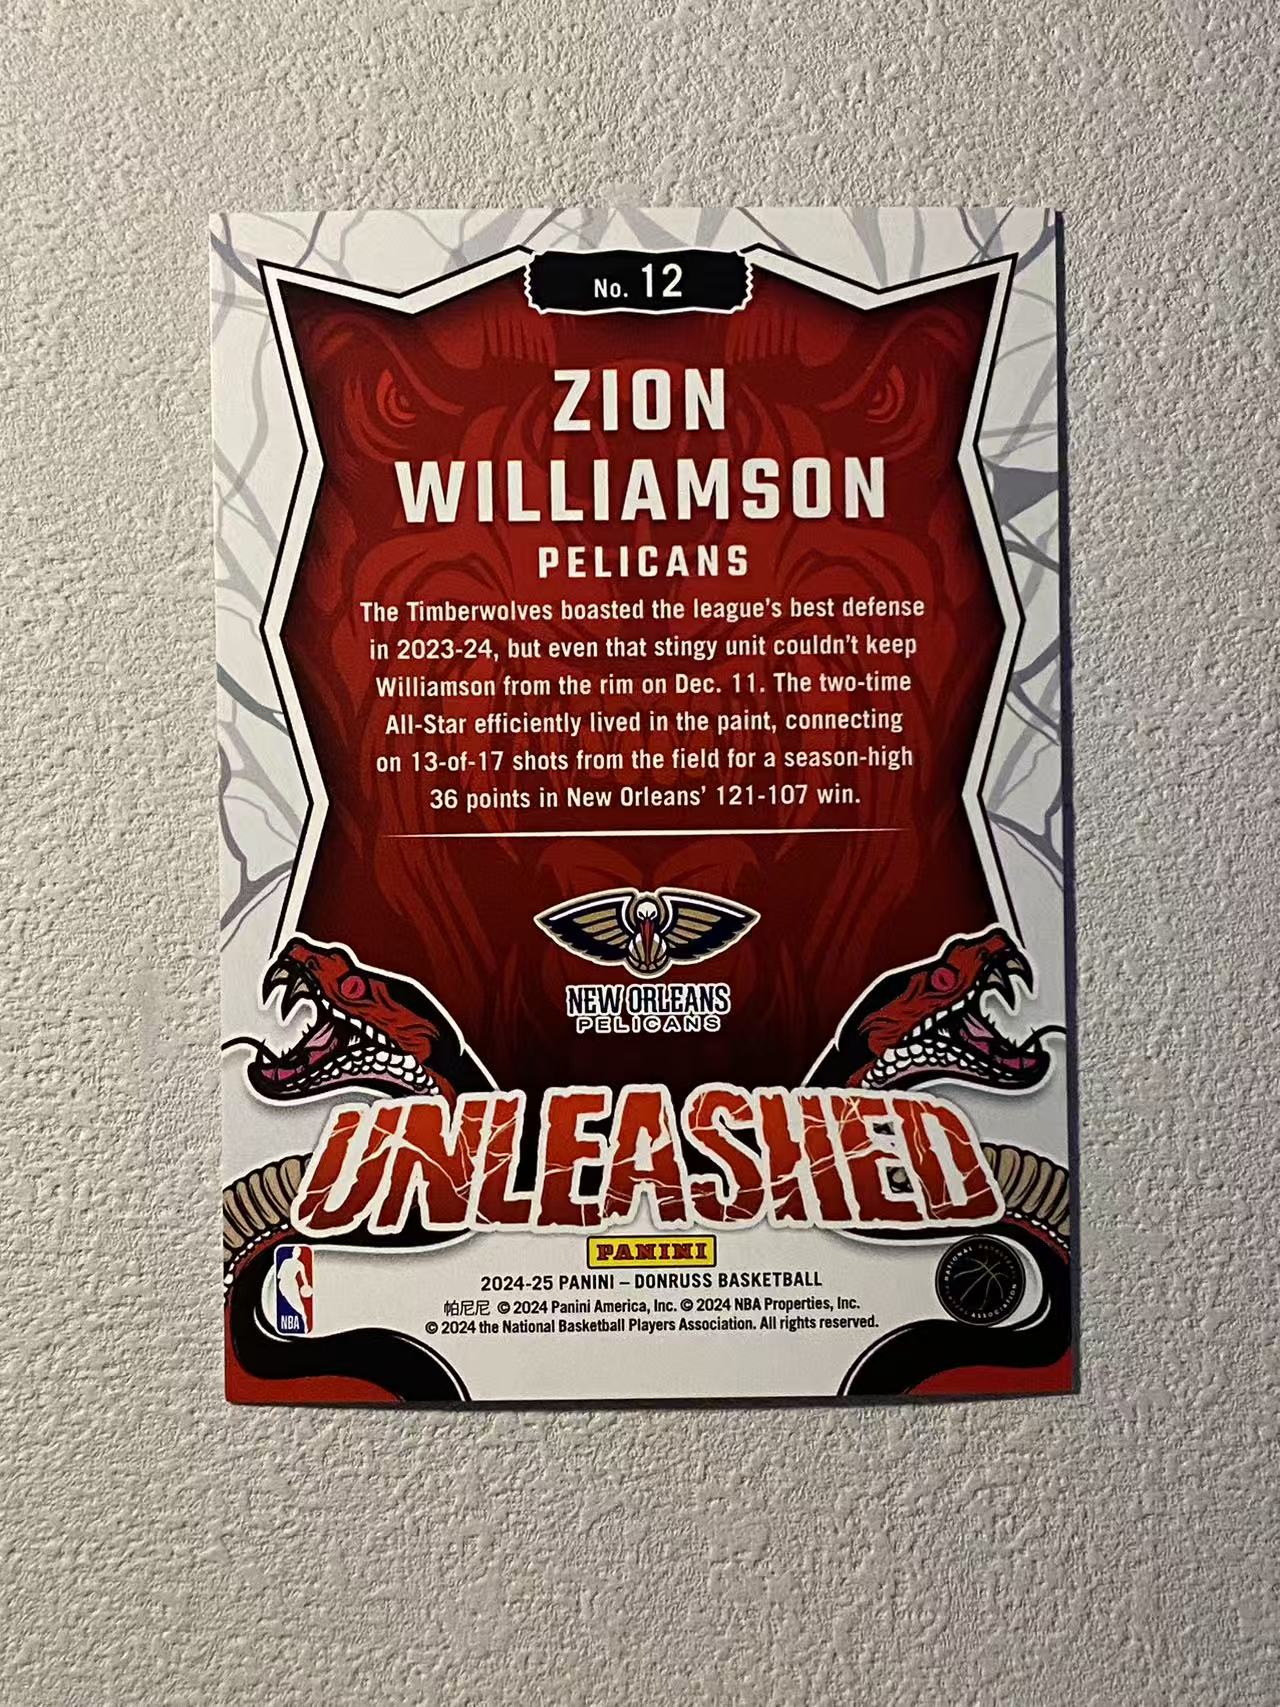 No. 12
ZION
WILLIAMSON
PELICANS
The Timberwolves boasted the league's best defense
in 2023-24, but even that stingy unit couldn't keep
Williamson from the rim on Dec. 11. The two-time
All-Star efficiently lived in the paint, connecting
on 13-of-17 shots from the field for a season-high
36 points in New Orleans' 121-107 win.
NEW ORLEANS
PELICANS
UNLEASHED
PANINI
2024-25 PANINI – DONRUSS BASKETBALL
帕尼尼 © 2024 Panini America, Inc. © 2024 NBA Properties, Inc.
© 2024 the National Basketball Players Association. All rights reserved.
NBA
NATIONAL BASKETBALL
PLAYERS ASSOCIATION